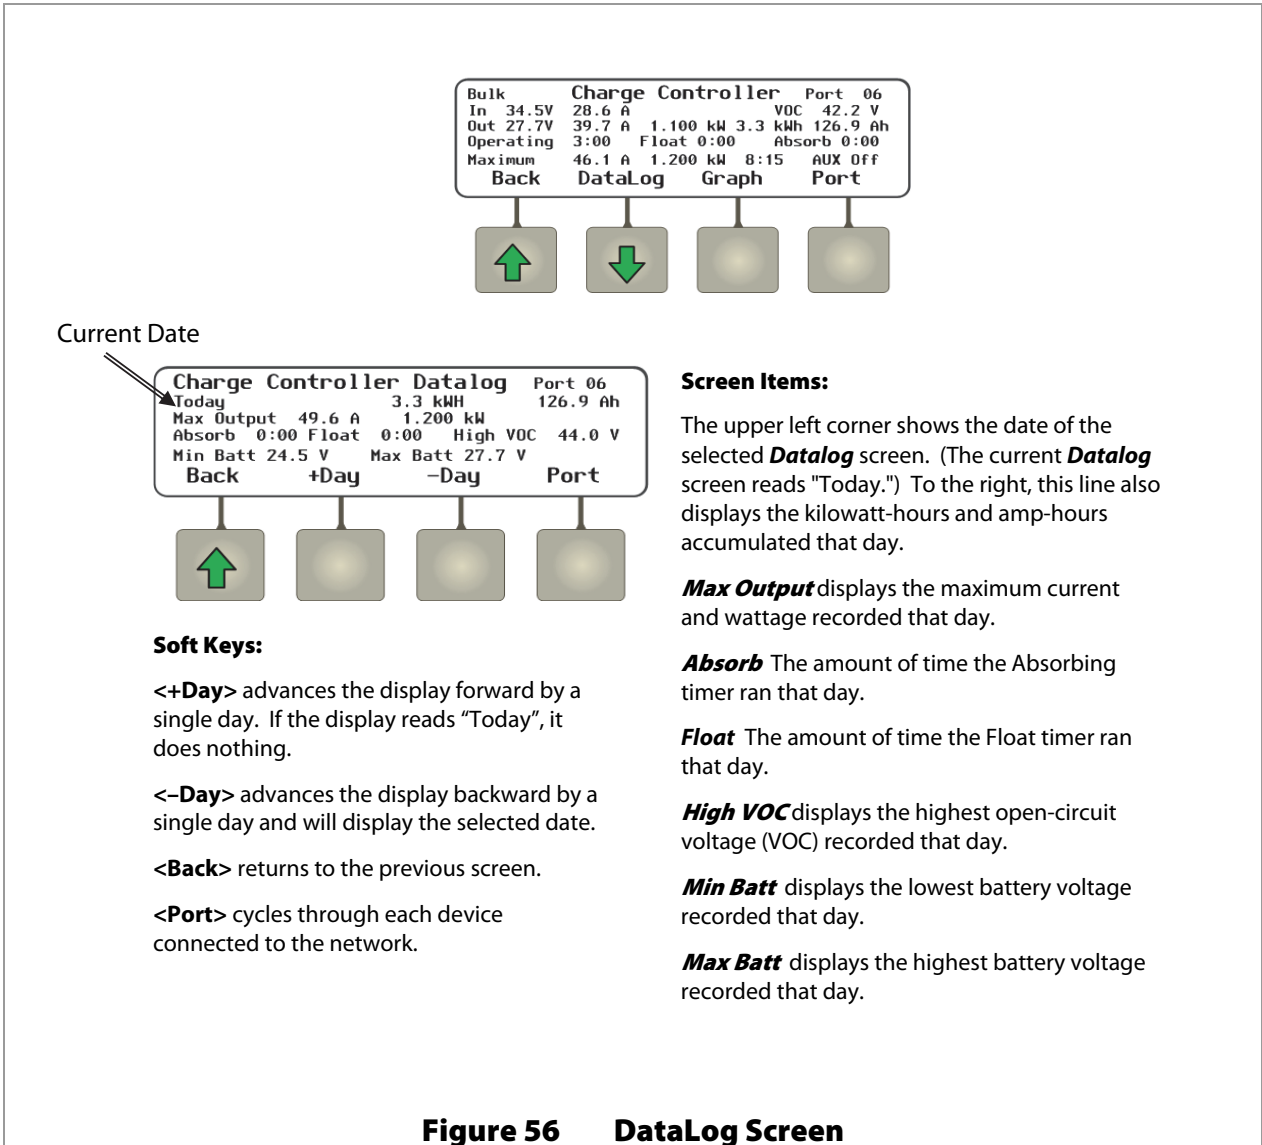 Bulk Charge Controller Port 06
In 34.5V 28.6 A VOC 42.2 V
Out 27.7V 39.7 A 1.100 kW 3.3 kWh 126.9 Ah
Operating 3:00 Float 0:00 Absorb 0:00
Maximum 46.1 A 1.200 kW 8:15 AUX Off
Back DataLog Graph Port
Current Date
Charge Controller Datalog Port 06
Today 3.3 kWH 126.9 Ah
Max Output 49.6 A 1.200 kW
Absorb 0:00 Float 0:00 High VOC 44.0 V
Min Batt 24.5 V Max Batt 27.7 V
Back +Day –Day Port
Soft Keys:
<+Day> advances the display forward by a
single day. If the display reads “Today”, it
does nothing.
<–Day> advances the display backward by a
single day and will display the selected date.
<Back> returns to the previous screen.
<Port> cycles through each device
connected to the network.
Screen Items:
The upper left corner shows the date of the
selected Datalog screen. (The current Datalog
screen reads "Today.") To the right, this line also
displays the kilowatt-hours and amp-hours
accumulated that day.
Max Output displays the maximum current
and wattage recorded that day.
Absorb The amount of time the Absorbing
timer ran that day.
Float The amount of time the Float timer ran
that day.
High VOC displays the highest open-circuit
voltage (VOC) recorded that day.
Min Batt displays the lowest battery voltage
recorded that day.
Max Batt displays the highest battery voltage
recorded that day.
Figure 56 DataLog Screen